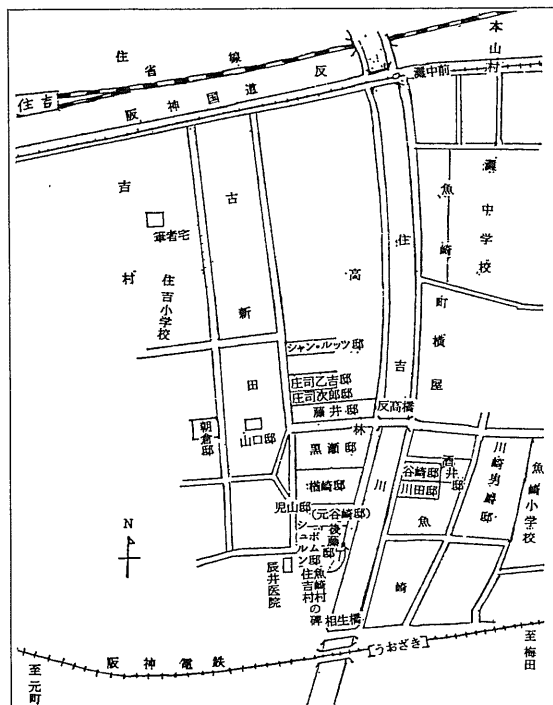 本山村
住
省
線
反
灘中前
住吉
阪神国道
吉村
筆者宅
住吉小学校
古新田
高
住吉川
魚崎町横屋
灘中学校
シャン・ルッツ邸
庄司乙吉邸
庄司次郎邸
藤井邸
反高橋
林
朝倉邸
山口邸
黒瀬邸
楢崎邸
谷崎邸
酒井邸
川田邸
川崎男爵邸
魚崎小学校
児山邸
(元谷崎邸)
後藤邸
シュルンボム邸
魚崎村
住吉村の碑
辰井医院
魚崎
相生橋
N
阪神電鉄
うおざき
至元町
至梅田